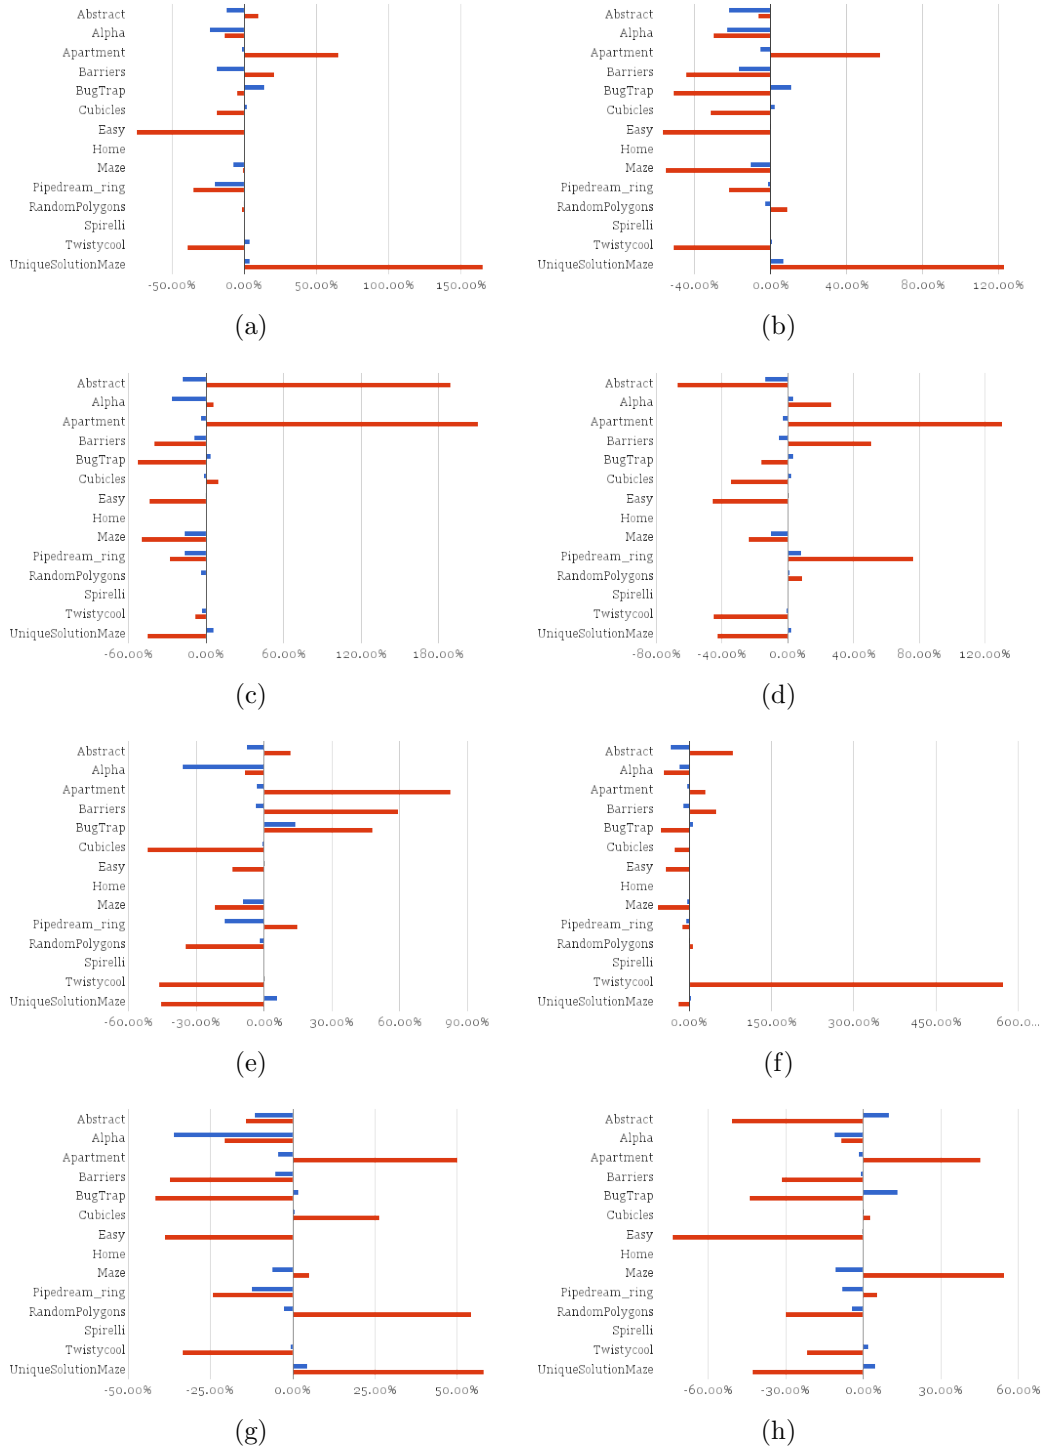 Abstract
Alpha
Apartment
Barriers
BugTrap
Cubicles
Easy
Home
Maze
Pipedream_ring
RandomPolygons
Spirelli
Twistycool
UniqueSolutionMaze
-50.00% 0.00% 50.00% 100.00% 150.00%
(a)
Abstract
Alpha
Apartment
Barriers
BugTrap
Cubicles
Easy
Home
Maze
Pipedream_ring
RandomPolygons
Spirelli
Twistycool
UniqueSolutionMaze
-40.00% 0.00% 40.00% 80.00% 120.00%
(b)
Abstract
Alpha
Apartment
Barriers
BugTrap
Cubicles
Easy
Home
Maze
Pipedream_ring
RandomPolygons
Spirelli
Twistycool
UniqueSolutionMaze
-60.00% 0.00% 60.00% 120.00% 180.00%
(c)
Abstract
Alpha
Apartment
Barriers
BugTrap
Cubicles
Easy
Home
Maze
Pipedream_ring
RandomPolygons
Spirelli
Twistycool
UniqueSolutionMaze
-80.00% -40.00% 0.00% 40.00% 80.00% 120.00%
(d)
Abstract
Alpha
Apartment
Barriers
BugTrap
Cubicles
Easy
Home
Maze
Pipedream_ring
RandomPolygons
Spirelli
Twistycool
UniqueSolutionMaze
-60.00% -30.00% 0.00% 30.00% 60.00% 90.00%
(e)
Abstract
Alpha
Apartment
Barriers
BugTrap
Cubicles
Easy
Home
Maze
Pipedream_ring
RandomPolygons
Spirelli
Twistycool
UniqueSolutionMaze
0.00% 150.00% 300.00% 450.00% 600.0...
(f)
Abstract
Alpha
Apartment
Barriers
BugTrap
Cubicles
Easy
Home
Maze
Pipedream_ring
RandomPolygons
Spirelli
Twistycool
UniqueSolutionMaze
-50.00% -25.00% 0.00% 25.00% 50.00%
(g)
Abstract
Alpha
Apartment
Barriers
BugTrap
Cubicles
Easy
Home
Maze
Pipedream_ring
RandomPolygons
Spirelli
Twistycool
UniqueSolutionMaze
-60.00% -30.00% 0.00% 30.00% 60.00%
(h)